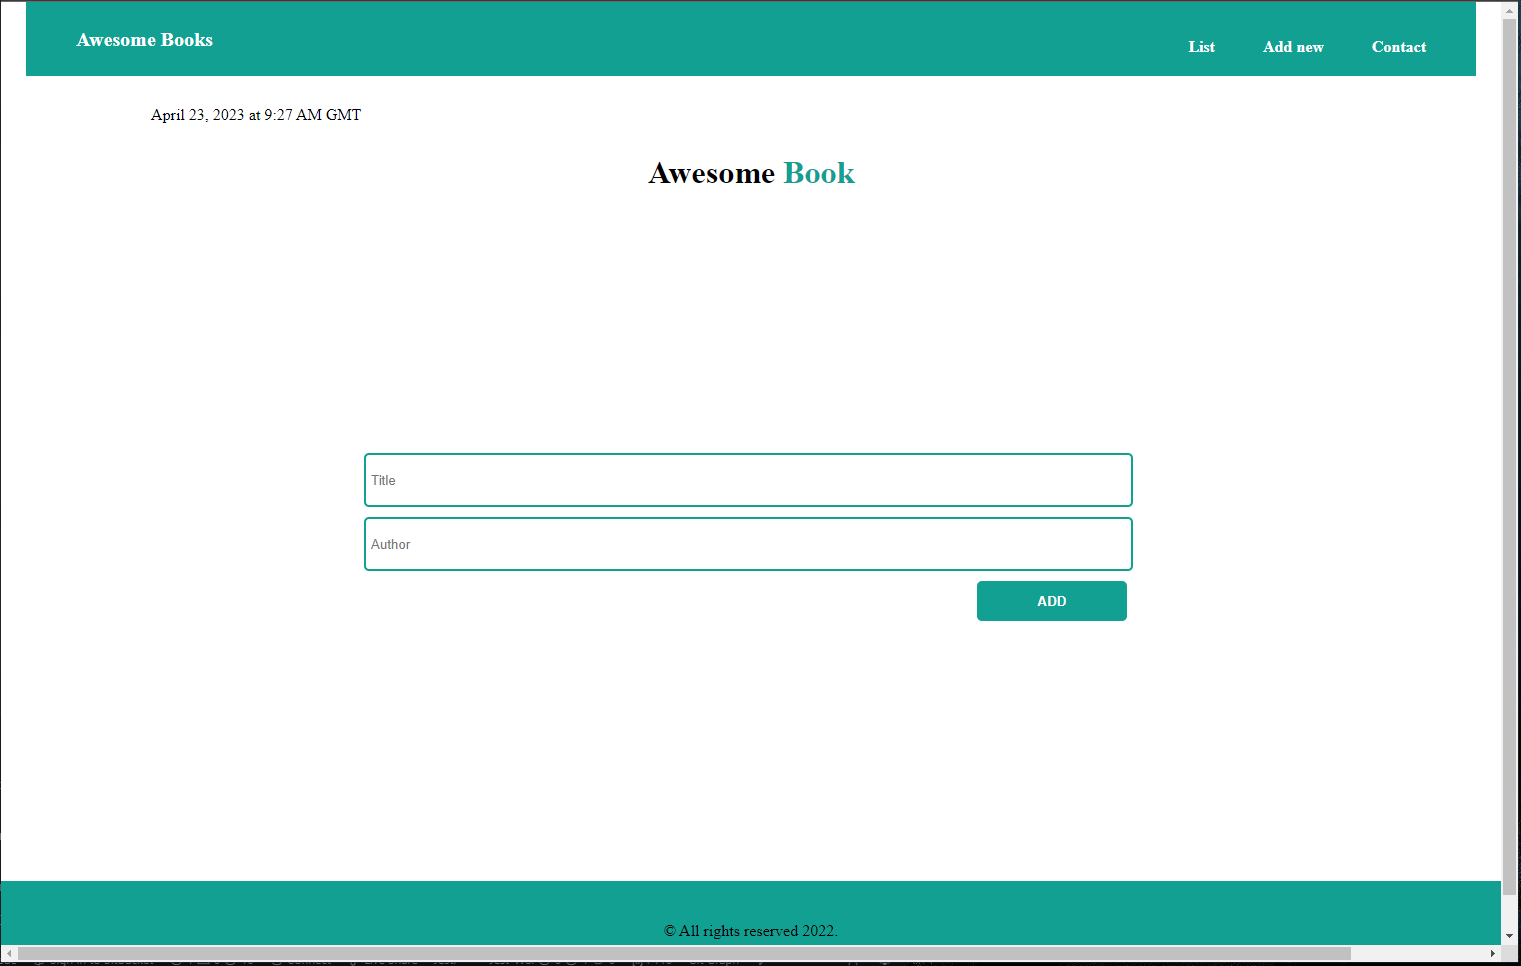 Awesome Books
List Add new Contact
April 23, 2023 at 9:27 AM GMT
Awesome Book
Title
Author
ADD
© All rights reserved 2022.